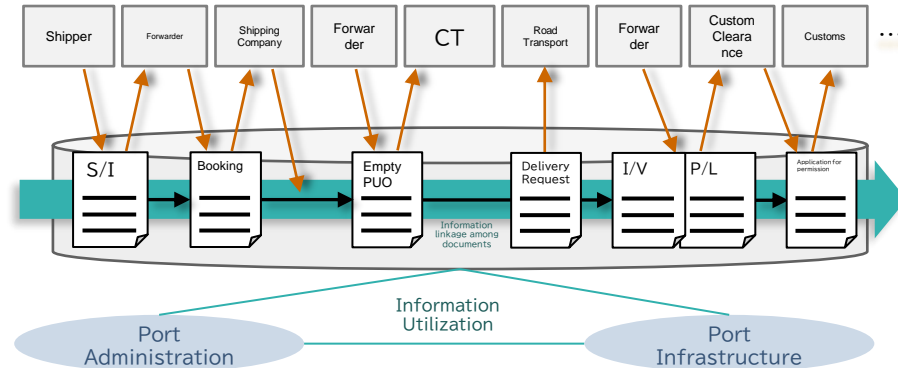 Shipper
Forwarder
Shipping
Company
Forwar
der
CT
Road
Transport
Forwar
der
Custom
Cleara
nce
Customs
...
S/I
Booking
Empty
PUO
Delivery
Request
I/V
P/L
Application for
permission
Information
linkage among
documents
Information
Utilization
Port
Administration
Port
Infrastructure